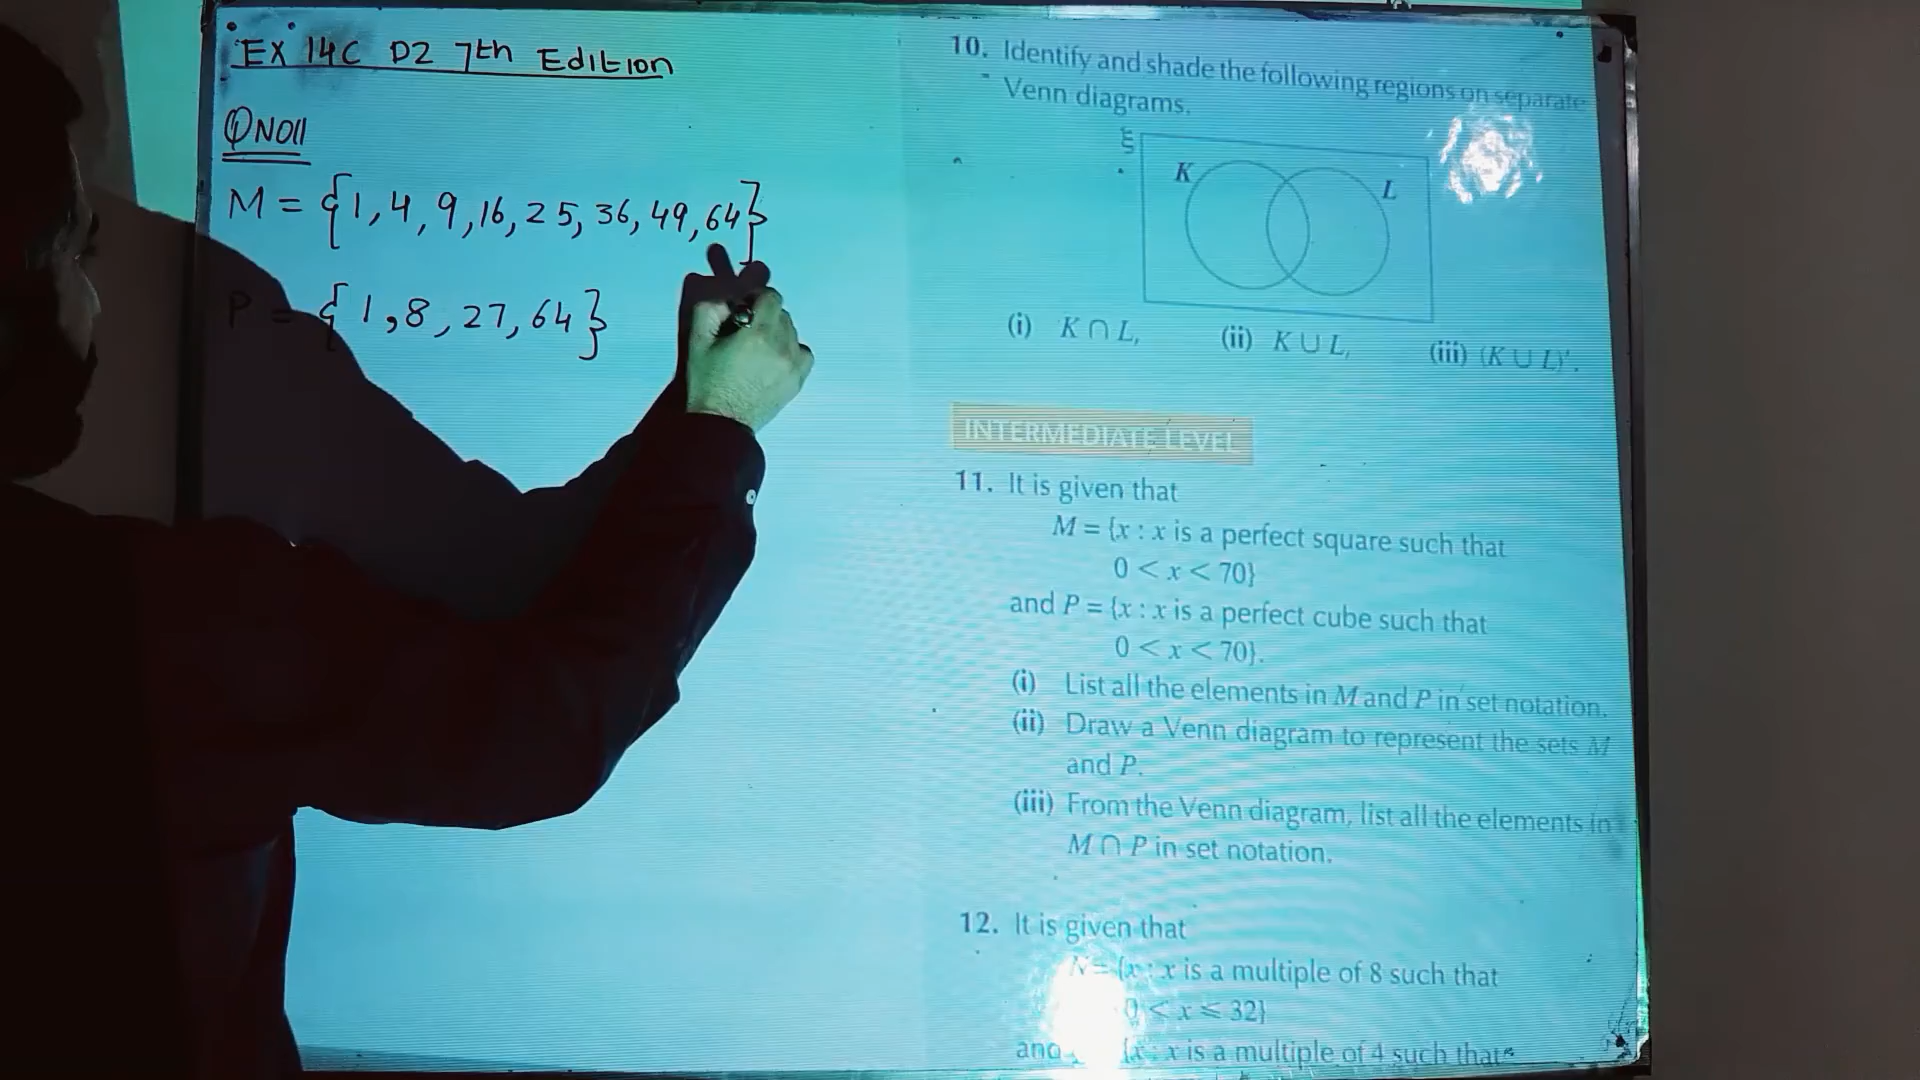 EX 14C D2 7th Edition
QNO11
M = {1, 4, 9, 16, 25, 36, 49, 64}
P = {1, 8, 27, 64}
10. Identify and shade the following regions on separate
Venn diagrams.
ξ
K
L
(i) K ∩ L, (ii) K ∪ L, (iii) (K ∪ L)′.
INTERMEDIATE LEVEL
11. It is given that
M = {x : x is a perfect square such that
0 < x < 70}
and P = {x : x is a perfect cube such that
0 < x < 70}.
(i) List all the elements in M and P in set notation.
(ii) Draw a Venn diagram to represent the sets M
and P.
(iii) From the Venn diagram, list all the elements in
M ∩ P in set notation.
12. It is given that
N = {x : x is a multiple of 8 such that
0 < x ⩽ 32}
and {x : x is a multiple of 4 such that